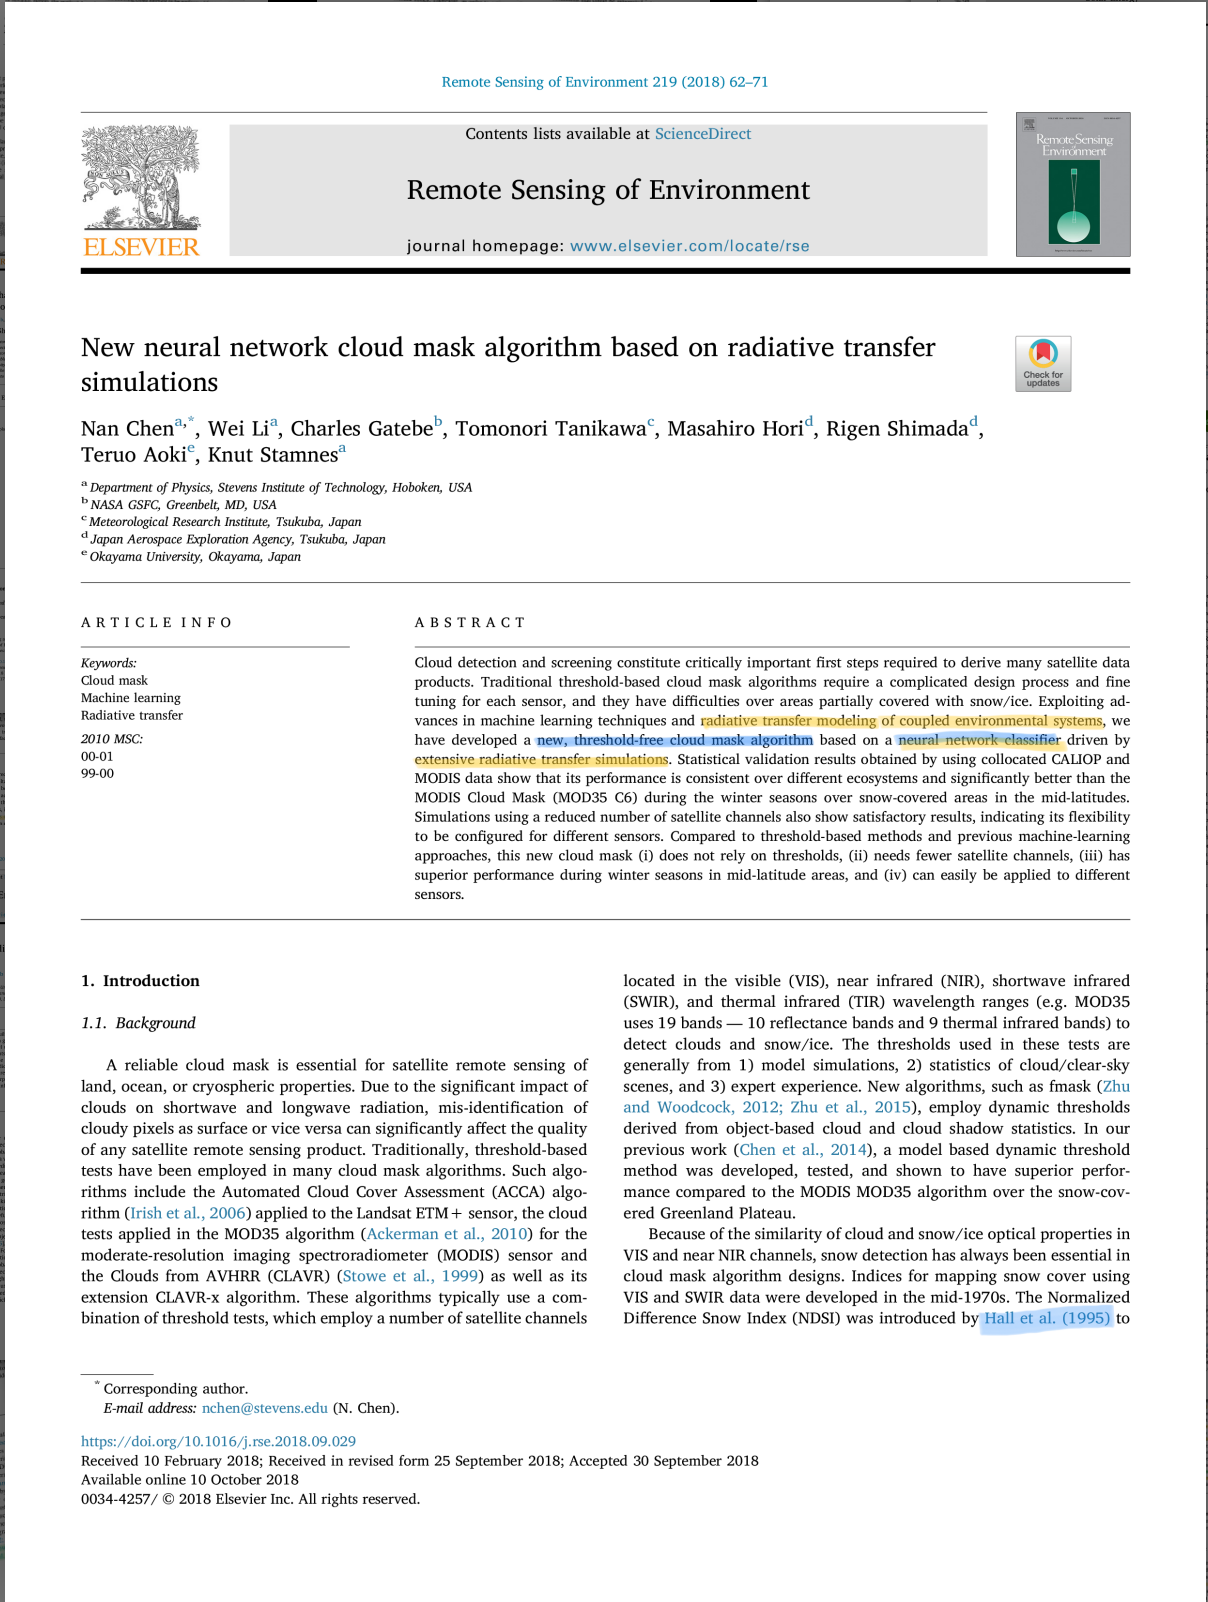 Remote Sensing of Environment 219 (2018) 62–71
Contents lists available at ScienceDirect
Remote Sensing of Environment
journal homepage: www.elsevier.com/locate/rse
ELSEVIER
Remote Sensing
of
Environment
New neural network cloud mask algorithm based on radiative transfer
simulations
Check for
updates
Nan Chena,*, Wei Lia, Charles Gatebeb, Tomonori Tanikawac, Masahiro Horid, Rigen Shimadad,
Teruo Aokie, Knut Stamnesa
a Department of Physics, Stevens Institute of Technology, Hoboken, USA
b NASA GSFC, Greenbelt, MD, USA
c Meteorological Research Institute, Tsukuba, Japan
d Japan Aerospace Exploration Agency, Tsukuba, Japan
e Okayama University, Okayama, Japan
ARTICLE INFO
Keywords:
Cloud mask
Machine learning
Radiative transfer
2010 MSC:
00-01
99-00
ABSTRACT
Cloud detection and screening constitute critically important first steps required to derive many satellite data
products. Traditional threshold-based cloud mask algorithms require a complicated design process and fine
tuning for each sensor, and they have difficulties over areas partially covered with snow/ice. Exploiting ad-
vances in machine learning techniques and radiative transfer modeling of coupled environmental systems, we
have developed a new, threshold-free cloud mask algorithm based on a neural network classifier driven by
extensive radiative transfer simulations. Statistical validation results obtained by using collocated CALIOP and
MODIS data show that its performance is consistent over different ecosystems and significantly better than the
MODIS Cloud Mask (MOD35 C6) during the winter seasons over snow-covered areas in the mid-latitudes.
Simulations using a reduced number of satellite channels also show satisfactory results, indicating its flexibility
to be configured for different sensors. Compared to threshold-based methods and previous machine-learning
approaches, this new cloud mask (i) does not rely on thresholds, (ii) needs fewer satellite channels, (iii) has
superior performance during winter seasons in mid-latitude areas, and (iv) can easily be applied to different
sensors.
1. Introduction
1.1. Background
A reliable cloud mask is essential for satellite remote sensing of
land, ocean, or cryospheric properties. Due to the significant impact of
clouds on shortwave and longwave radiation, mis-identification of
cloudy pixels as surface or vice versa can significantly affect the quality
of any satellite remote sensing product. Traditionally, threshold-based
tests have been employed in many cloud mask algorithms. Such algo-
rithms include the Automated Cloud Cover Assessment (ACCA) algo-
rithm (Irish et al., 2006) applied to the Landsat ETM+ sensor, the cloud
tests applied in the MOD35 algorithm (Ackerman et al., 2010) for the
moderate-resolution imaging spectroradiometer (MODIS) sensor and
the Clouds from AVHRR (CLAVR) (Stowe et al., 1999) as well as its
extension CLAVR-x algorithm. These algorithms typically use a com-
bination of threshold tests, which employ a number of satellite channels
located in the visible (VIS), near infrared (NIR), shortwave infrared
(SWIR), and thermal infrared (TIR) wavelength ranges (e.g. MOD35
uses 19 bands — 10 reflectance bands and 9 thermal infrared bands) to
detect clouds and snow/ice. The thresholds used in these tests are
generally from 1) model simulations, 2) statistics of cloud/clear-sky
scenes, and 3) expert experience. New algorithms, such as fmask (Zhu
and Woodcock, 2012; Zhu et al., 2015), employ dynamic thresholds
derived from object-based cloud and cloud shadow statistics. In our
previous work (Chen et al., 2014), a model based dynamic threshold
method was developed, tested, and shown to have superior perfor-
mance compared to the MODIS MOD35 algorithm over the snow-cov-
ered Greenland Plateau.
Because of the similarity of cloud and snow/ice optical properties in
VIS and near NIR channels, snow detection has always been essential in
cloud mask algorithm designs. Indices for mapping snow cover using
VIS and SWIR data were developed in the mid-1970s. The Normalized
Difference Snow Index (NDSI) was introduced by Hall et al. (1995) to
* Corresponding author.
E-mail address: nchen@stevens.edu (N. Chen).
https://doi.org/10.1016/j.rse.2018.09.029
Received 10 February 2018; Received in revised form 25 September 2018; Accepted 30 September 2018
Available online 10 October 2018
0034-4257/ © 2018 Elsevier Inc. All rights reserved.